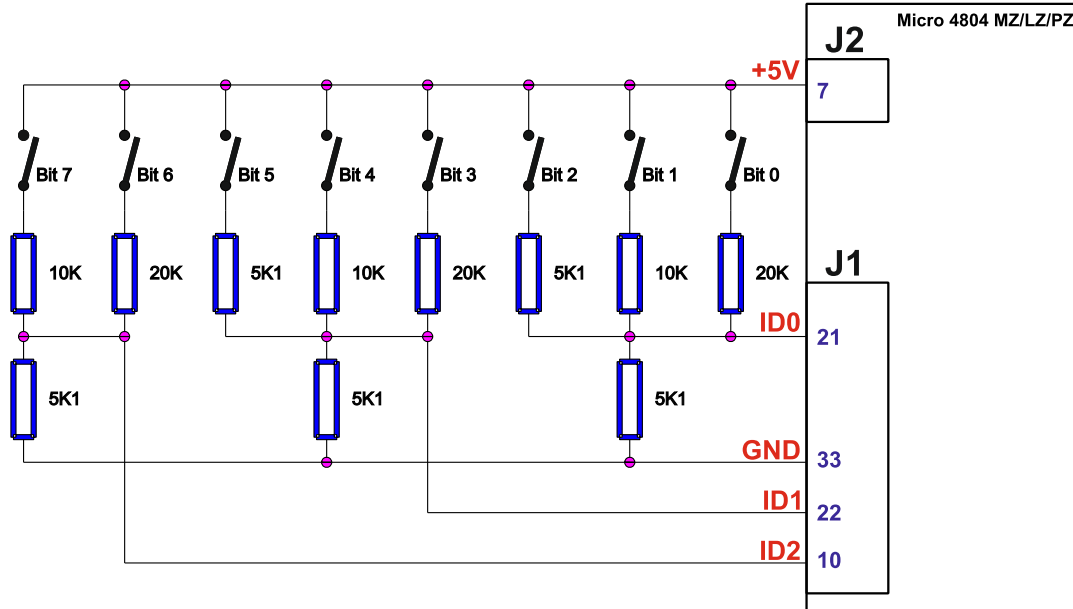 Micro 4804 MZ/LZ/PZ
J2
+5V
7
Bit 7 Bit 6 Bit 5 Bit 4 Bit 3 Bit 2 Bit 1 Bit 0
10K 20K 5K1 10K 20K 5K1 10K 20K
J1
ID0
21
5K1 5K1 5K1
GND
33
ID1
22
ID2
10